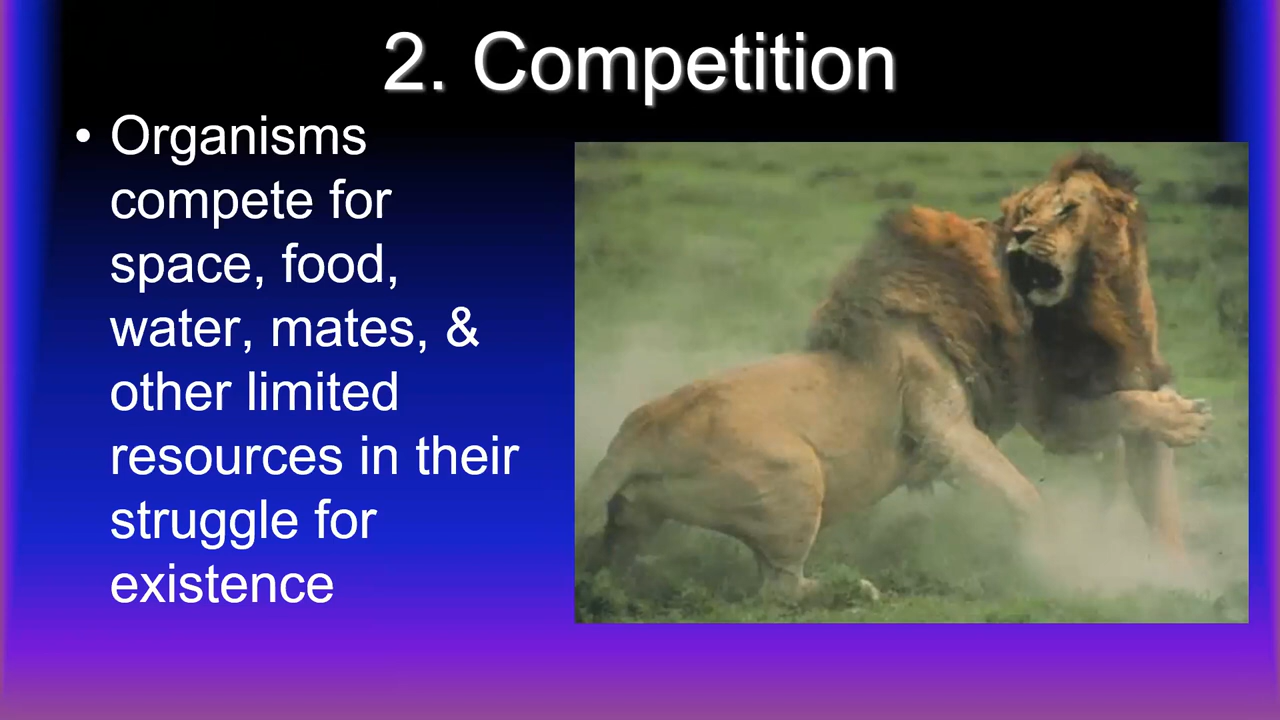 2. Competition
• Organisms
compete for
space, food,
water, mates, &
other limited
resources in their
struggle for
existence